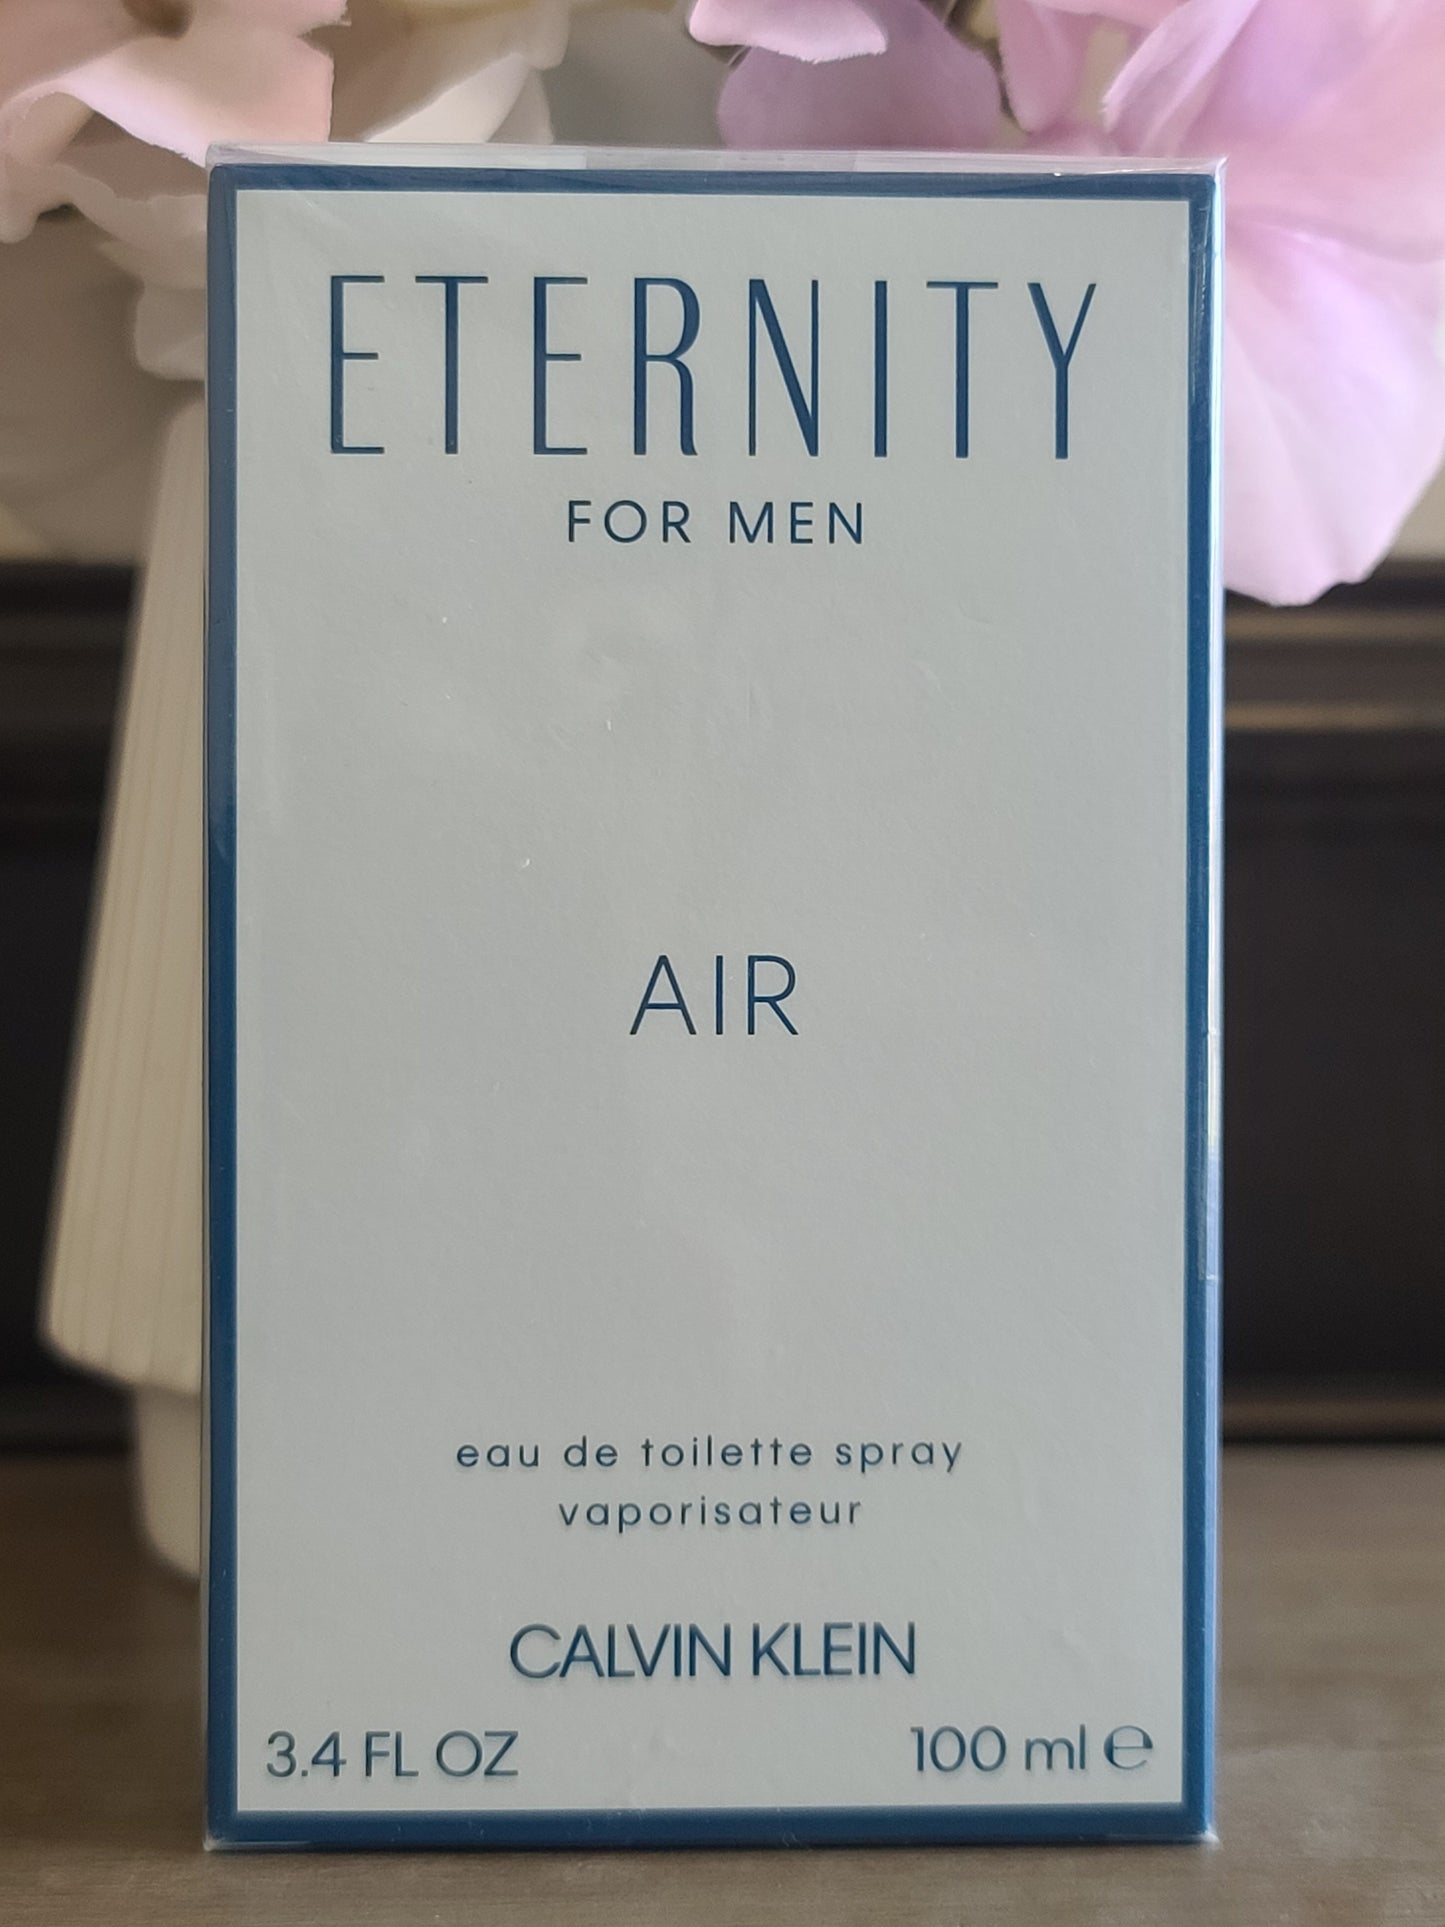 ETERNITY
FOR MEN
AIR
eau de toilette spray
vaporisateur
CALVIN KLEIN
3.4 FL OZ 100 ml ℮